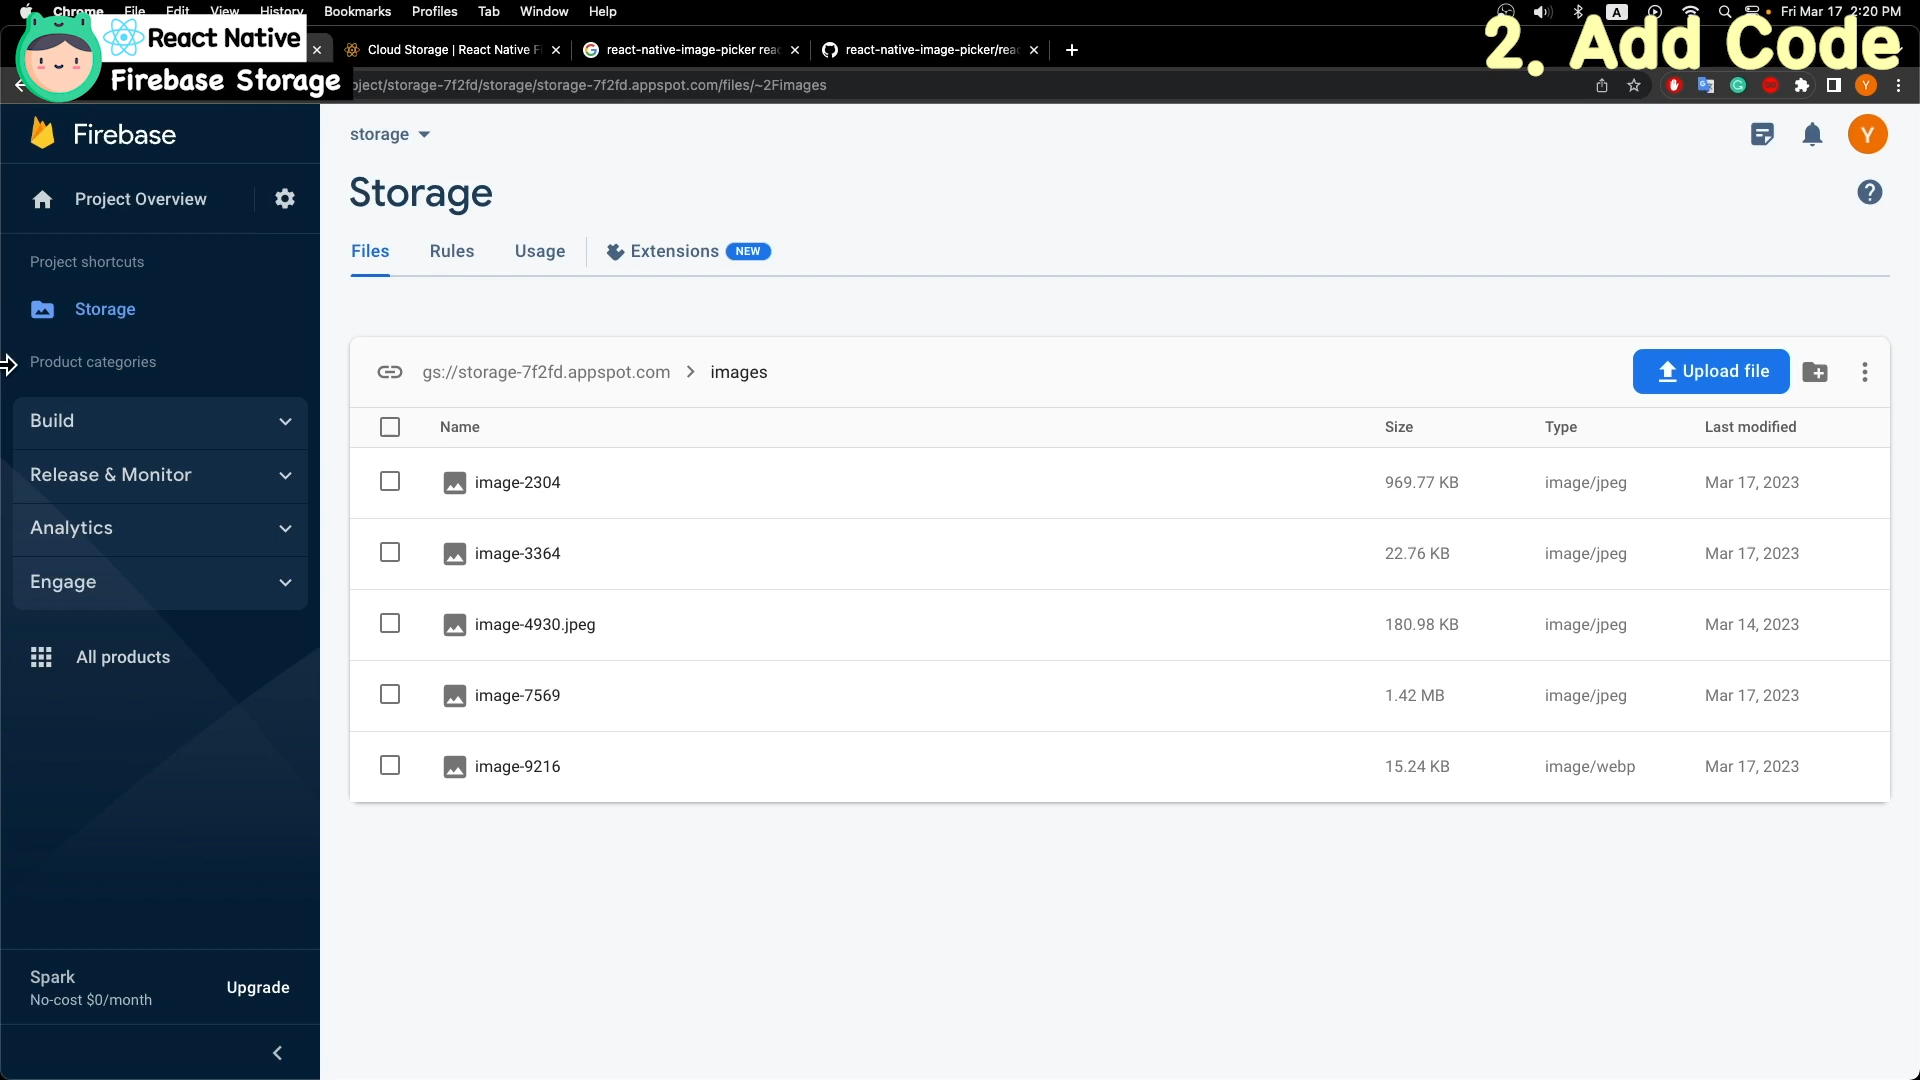 Chrome File Edit View History Bookmarks Profiles Tab Window Help
A
Fri Mar 17 2:20 PM
React Native
Firebase Storage
2. Add Code
Cloud Storage | React Native Fi
react-native-image-picker rea
react-native-image-picker/rea
ject/storage-7f2fd/storage/storage-7f2fd.appspot.com/files/~2Fimages
Y
Firebase
storage
Y
Project Overview
Storage
Files
Rules
Usage
Extensions
NEW
Project shortcuts
Storage
Product categories
Build
Release & Monitor
Analytics
Engage
All products
gs://storage-7f2fd.appspot.com > images
Upload file
Name Size Type Last modified
image-2304 969.77 KB image/jpeg Mar 17, 2023
image-3364 22.76 KB image/jpeg Mar 17, 2023
image-4930.jpeg 180.98 KB image/jpeg Mar 14, 2023
image-7569 1.42 MB image/jpeg Mar 17, 2023
image-9216 15.24 KB image/webp Mar 17, 2023
Spark
No-cost $0/month
Upgrade